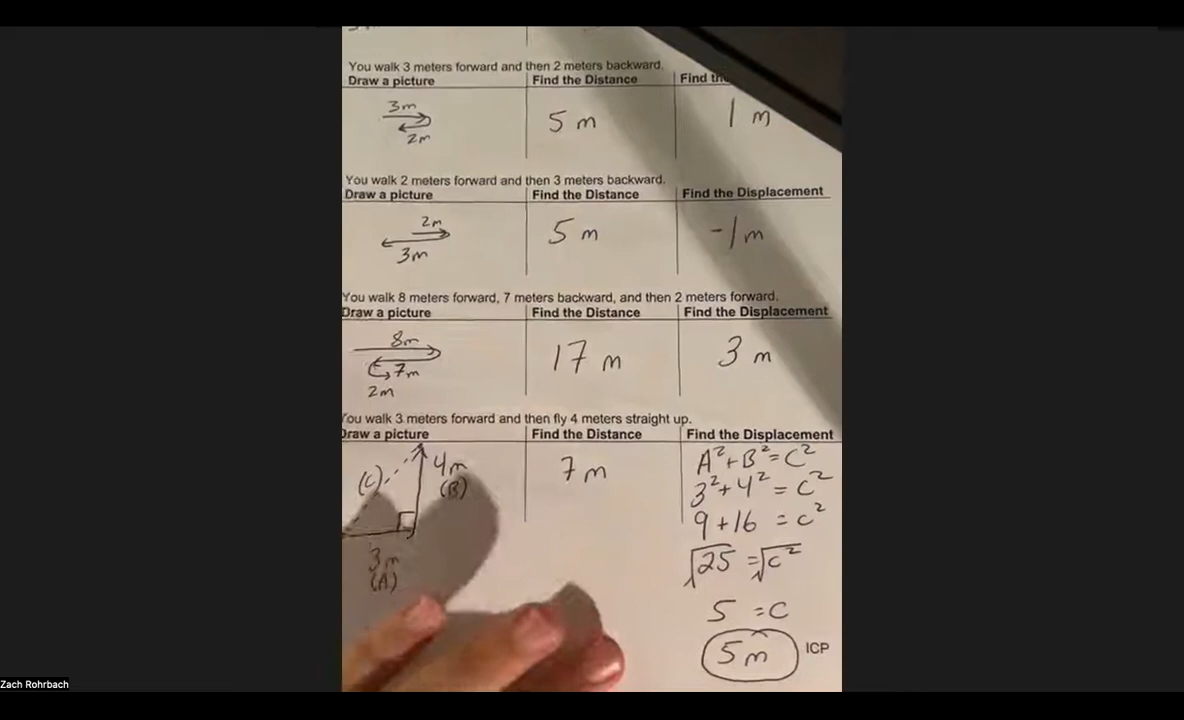 You walk 3 meters forward and then 2 meters backward.
Draw a picture Find the Distance Find the
3m
2m
5 m
1 m
You walk 2 meters forward and then 3 meters backward.
Draw a picture Find the Distance Find the Displacement
2m
3m
5 m
-1 m
You walk 8 meters forward, 7 meters backward, and then 2 meters forward.
Draw a picture Find the Distance Find the Displacement
8m
7m
2m
17 m
3 m
You walk 3 meters forward and then fly 4 meters straight up.
Draw a picture Find the Distance Find the Displacement
(C)
4m
(B)
3m
(A)
7 m
A²+B²=C²
3²+4²=C²
9+16=C²
√25=√C²
5=C
5m
ICP
Zach Rohrbach